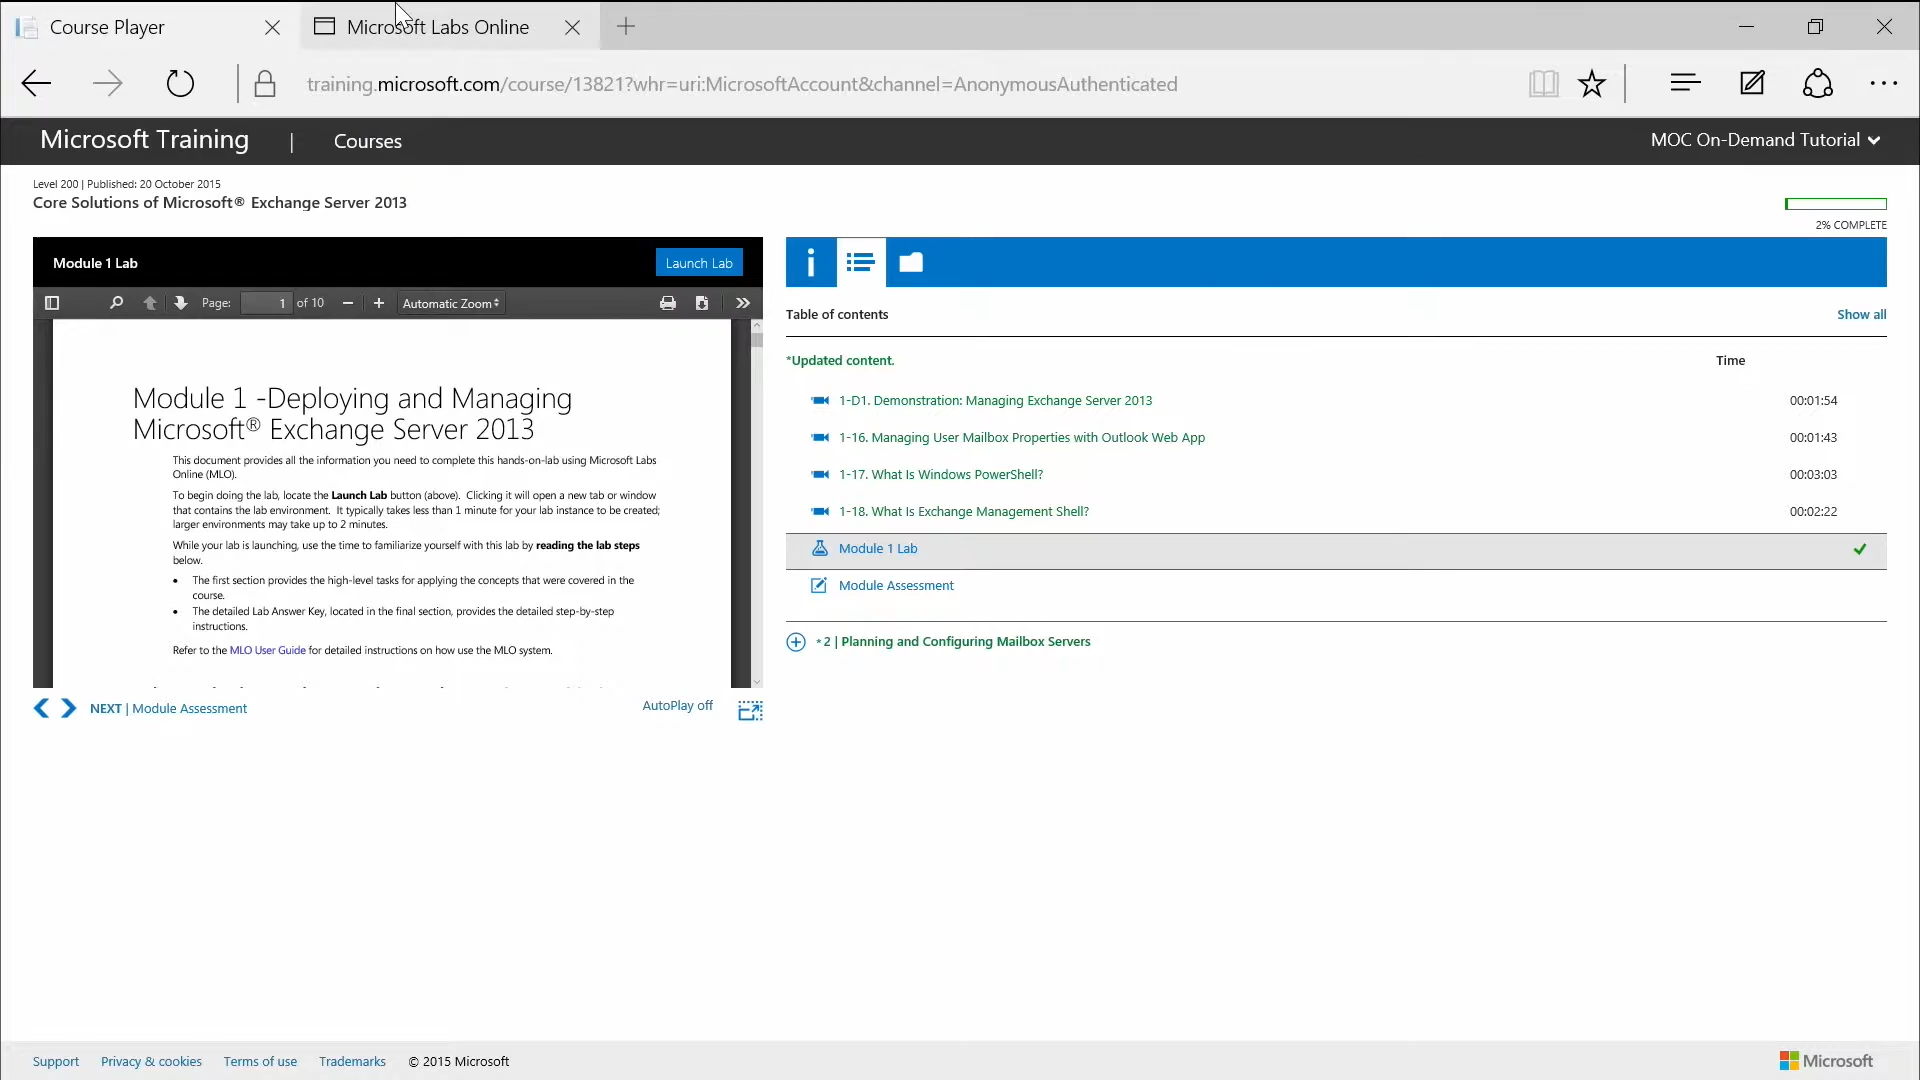 Course Player
Microsoft Labs Online
training.microsoft.com/course/13821?whr=uri:MicrosoftAccount&channel=AnonymousAuthenticated
Microsoft Training | Courses
MOC On-Demand Tutorial
Level 200 | Published: 20 October 2015
Core Solutions of Microsoft® Exchange Server 2013
2% COMPLETE
Module 1 Lab
Launch Lab
Page: 1 of 10
Automatic Zoom
Module 1 -Deploying and Managing
Microsoft® Exchange Server 2013
This document provides all the information you need to complete this hands-on-lab using Microsoft Labs
Online (MLO).
To begin doing the lab, locate the Launch Lab button (above). Clicking it will open a new tab or window
that contains the lab environment. It typically takes less than 1 minute for your lab instance to be created;
larger environments may take up to 2 minutes.
While your lab is launching, use the time to familiarize yourself with this lab by reading the lab steps
below.
• The first section provides the high-level tasks for applying the concepts that were covered in the
course.
• The detailed Lab Answer Key, located in the final section, provides the detailed step-by-step
instructions.
Refer to the MLO User Guide for detailed instructions on how use the MLO system.
NEXT | Module Assessment
AutoPlay off
Table of contents
Show all
*Updated content.
Time
1-D1. Demonstration: Managing Exchange Server 2013 00:01:54
1-16. Managing User Mailbox Properties with Outlook Web App 00:01:43
1-17. What Is Windows PowerShell? 00:03:03
1-18. What Is Exchange Management Shell? 00:02:22
Module 1 Lab
Module Assessment
*2 | Planning and Configuring Mailbox Servers
Support Privacy & cookies Terms of use Trademarks © 2015 Microsoft
Microsoft